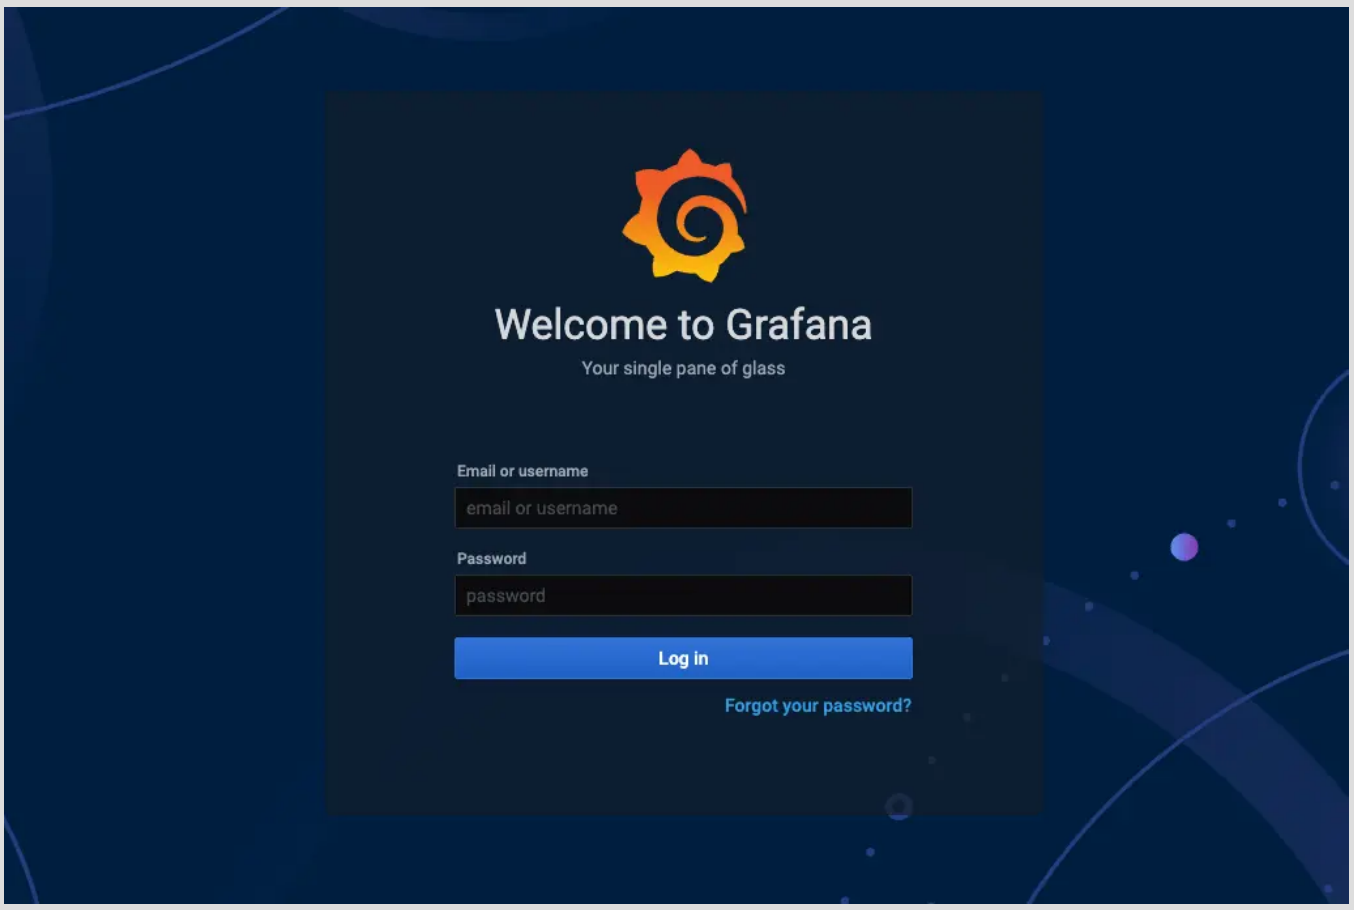 Welcome to Grafana
Your single pane of glass
Email or username
email or username
Password
password
Log in
Forgot your password?